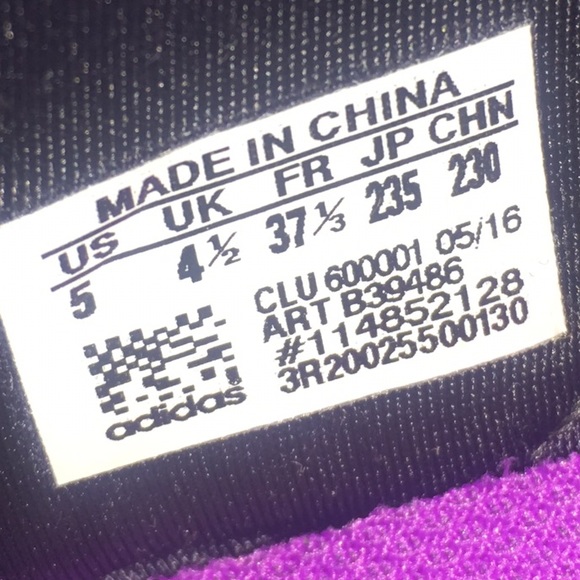 MADE IN CHINA
US UK FR JP CHN
5 4½ 37⅓ 235 230
CLU 600001 05/16
ART B39486
#114852128
3R20025500130
adidas